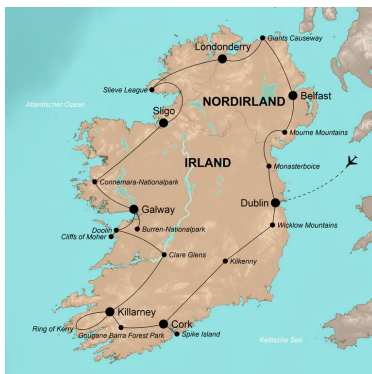 Giants Causeway
Londonderry
Slieve League
NORDIRLAND
Belfast
Atlantischer Ozean
Sligo
Mourne Mountains
IRLAND
Monasterboice
Connemara-Nationalpark
Dublin
Galway
Wicklow Mountains
Doolin
Burren-Nationalpark
Cliffs of Moher
Clare Glens
Kilkenny
Killarney
Ring of Kerry
Cork
Gougane Barra Forest Park
Spike Island
Keltische See